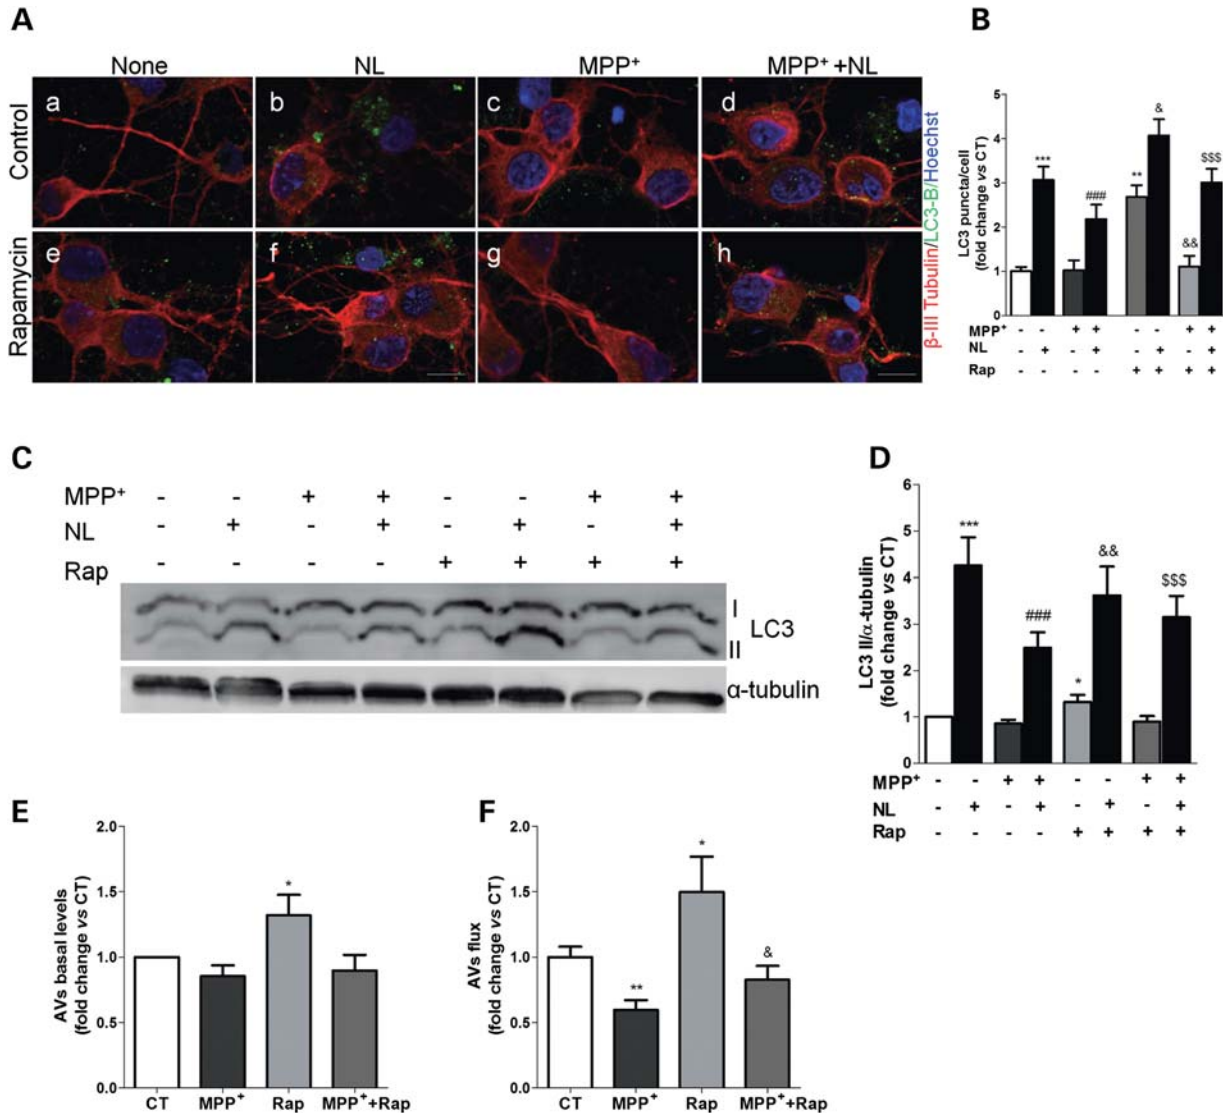 A
None NL MPP⁺ MPP⁺ +NL
Control
a b c d
Rapamycin
e f g h
β-III Tubulin/LC3-B/Hoechst
B
LC3 puncta/cell
(fold change vs CT)
5
4
3
2
1
0
*** ### ** & && $$$
MPP⁺ - - + + - - + +
NL - + - + - + - +
Rap - - - - + + + +
C
MPP⁺ - - + + - - + +
NL - + - + - + - +
Rap - - - - + + + +
I
LC3
II
α-tubulin
D
LC3 II/α-tubulin
(fold change vs CT)
6
5
4
3
2
1
0
*** ### * && $$$
MPP⁺ - - + + - - + +
NL - + - + - + - +
Rap - - - - + + + +
E
AVs basal levels
(fold change vs CT)
2.0
1.5
1.0
0.5
0.0
*
CT MPP⁺ Rap MPP⁺+Rap
F
AVs flux
(fold change vs CT)
2.0
1.5
1.0
0.5
0.0
** * &
CT MPP⁺ Rap MPP⁺+Rap